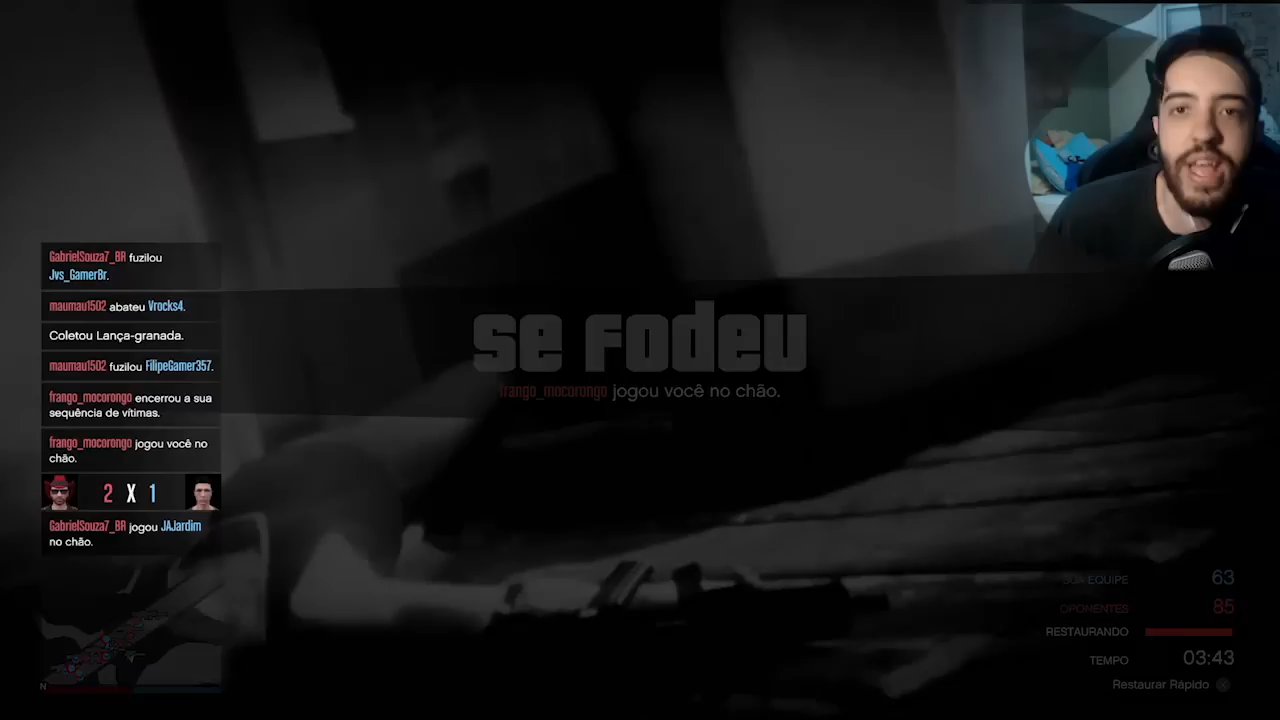 GabrielSouza7_BR fuzilou
Jvs_GamerBr.
maumau1502 abateu Vrocks4.
Coletou Lança-granada.
maumau1502 fuzilou FilipeGamer357.
frango_mocorongo encerrou a sua
sequência de vítimas.
frango_mocorongo jogou você no
chão.
2 X 1
GabrielSouza7_BR jogou JAJardim
no chão.
se fodeu
frango_mocorongo jogou você no chão.
SUA EQUIPE 63
OPONENTES 85
RESTAURANDO
TEMPO 03:43
Restaurar Rápido
N